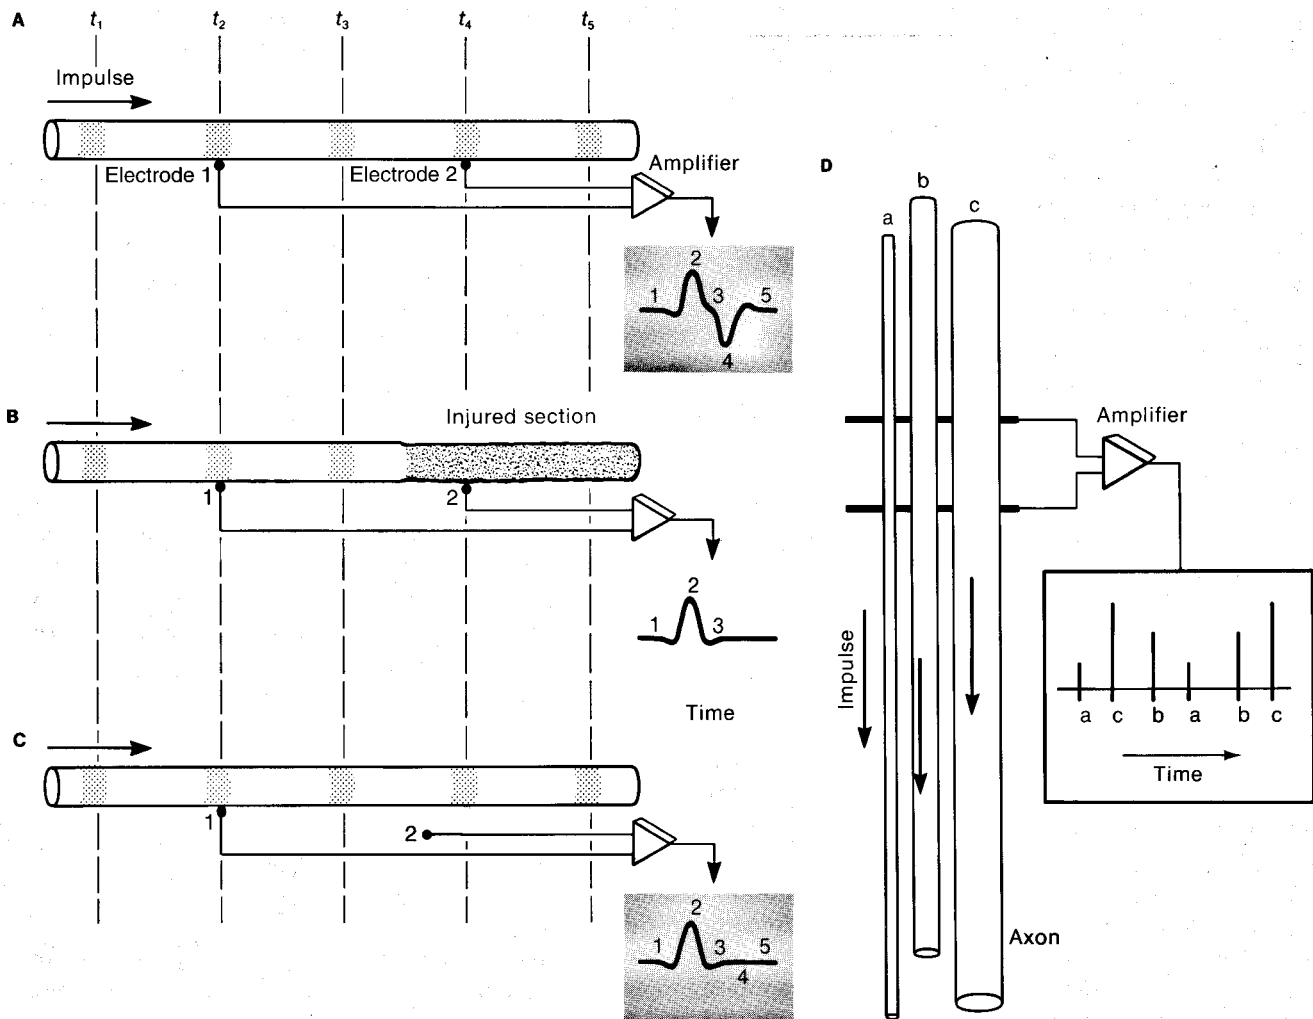 A
t1 t2 t3 t4 t5
Impulse
Electrode 1
Electrode 2
Amplifier
1 2 3 4 5
B
Injured section
1
2
1 2 3
Time
C
1
2
1 2 3 4 5
D
a b c
Amplifier
Impulse
a c b a b c
Time
Axon